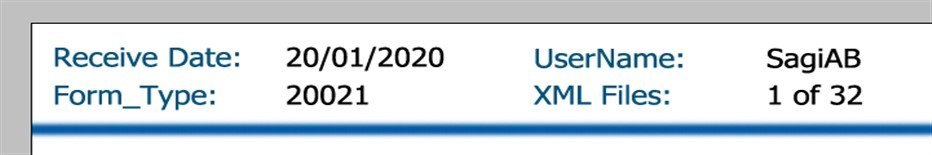 Receive Date: 20/01/2020 UserName: SagiAB
Form_Type: 20021 XML Files: 1 of 32